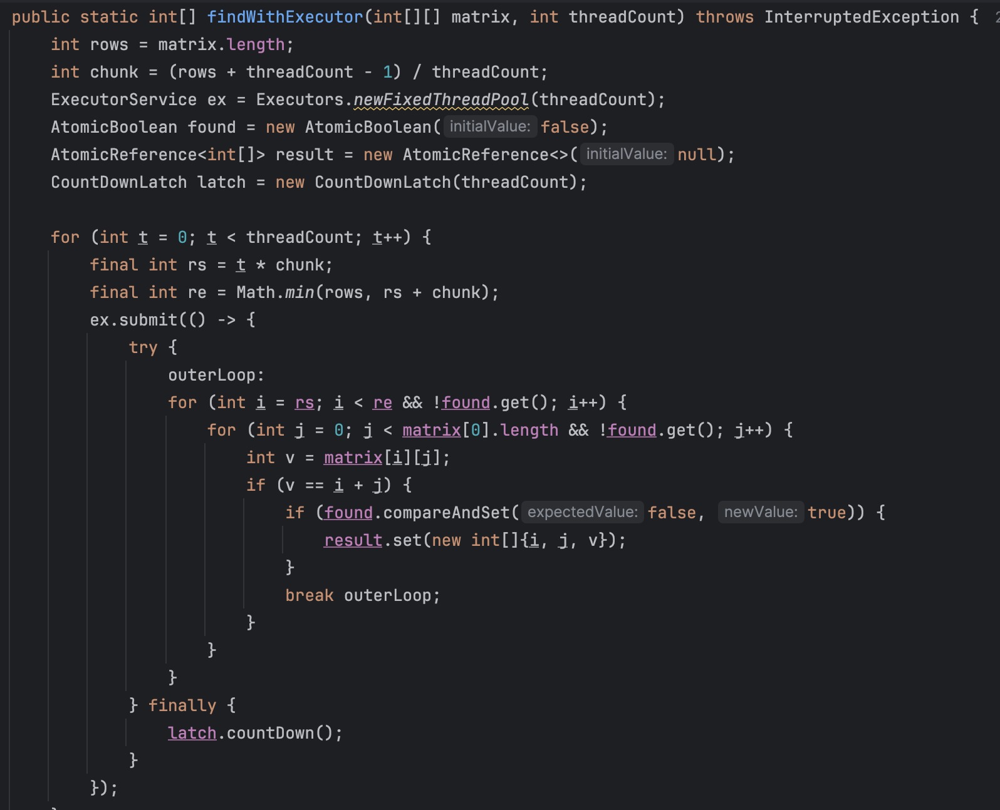 public static int[] findWithExecutor(int[][] matrix, int threadCount) throws InterruptedException {
    int rows = matrix.length;
    int chunk = (rows + threadCount - 1) / threadCount;
    ExecutorService ex = Executors.newFixedThreadPool(threadCount);
    AtomicBoolean found = new AtomicBoolean( initialValue: false);
    AtomicReference<int[]> result = new AtomicReference<>( initialValue: null);
    CountDownLatch latch = new CountDownLatch(threadCount);

    for (int t = 0; t < threadCount; t++) {
        final int rs = t * chunk;
        final int re = Math.min(rows, rs + chunk);
        ex.submit(() -> {
            try {
                outerLoop:
                for (int i = rs; i < re && !found.get(); i++) {
                    for (int j = 0; j < matrix[0].length && !found.get(); j++) {
                        int v = matrix[i][j];
                        if (v == i + j) {
                            if (found.compareAndSet( expectedValue: false, newValue: true)) {
                                result.set(new int[]{i, j, v});
                            }
                            break outerLoop;
                        }
                    }
                }
            } finally {
                latch.countDown();
            }
        });